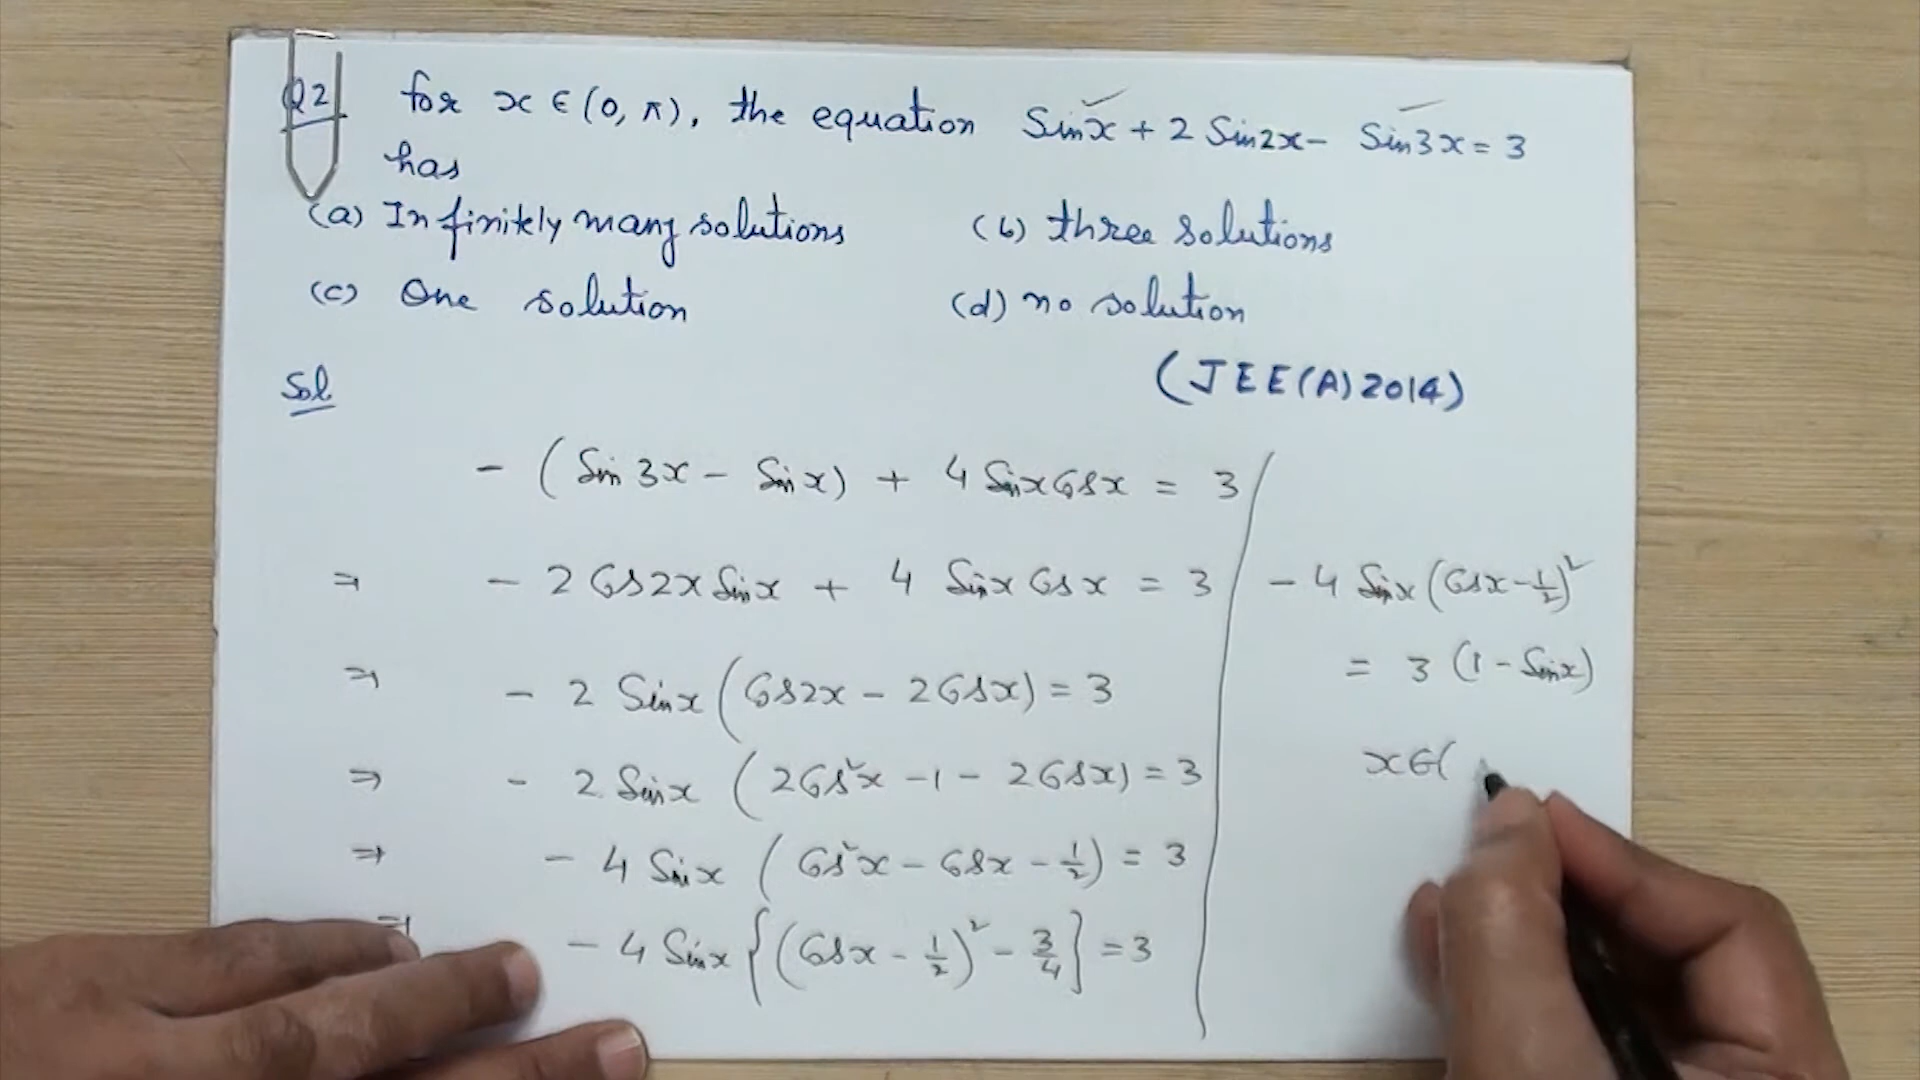 Q2 for x ∈ (0, π), the equation Sinx + 2 Sin2x - Sin3x = 3
has
(a) Infinitely many solutions (b) three solutions
(c) One solution (d) no solution
(JEE(A)2014)
Sol
- (Sin 3x - Sin x) + 4 Sinx Cosx = 3
⇒ - 2 Cos2x Sinx + 4 Sinx Cosx = 3
⇒ - 2 Sinx (Cos2x - 2Cosx) = 3
⇒ - 2 Sinx (2Cos²x - 1 - 2Cosx) = 3
⇒ - 4 Sinx (Cos²x - Cosx - 1/2) = 3
⇒ - 4 Sinx {(Cosx - 1/2)² - 3/4} = 3
- 4 Sinx (Cosx - 1/2)²
= 3 (1 - Sinx)
x ∈ (